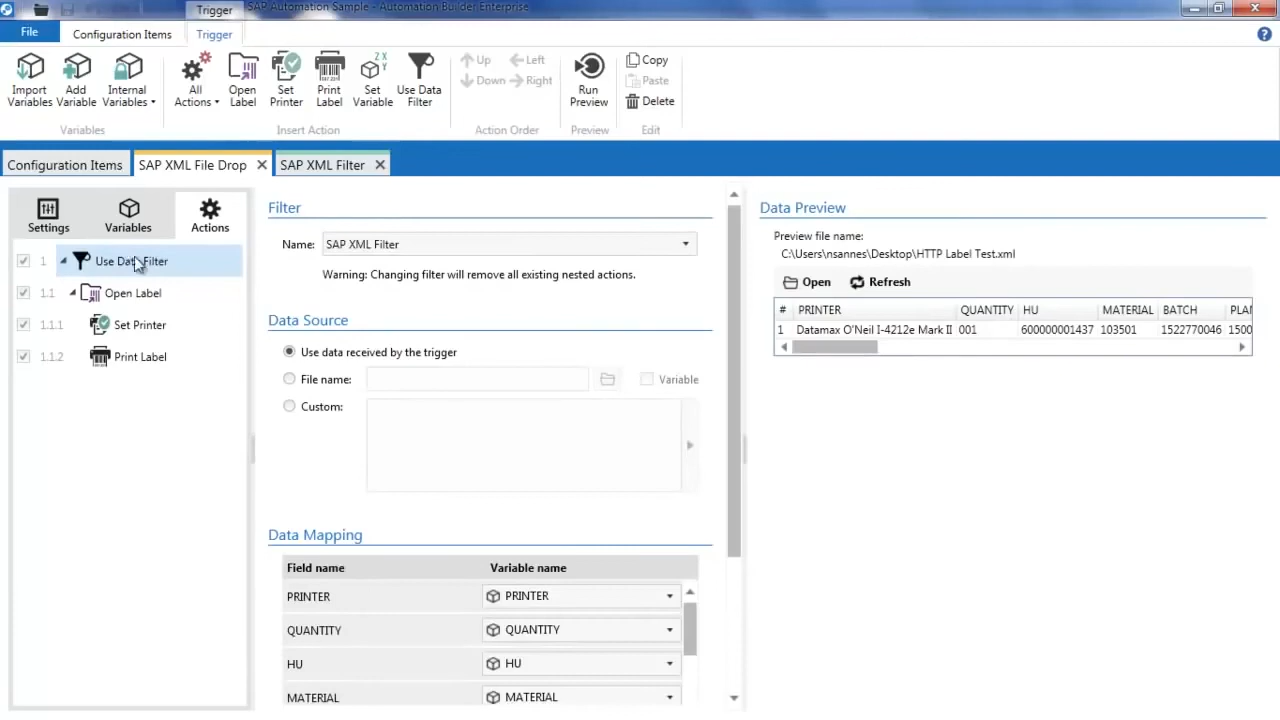 Trigger
SAP Automation Sample - Automation Builder Enterprise
File
Configuration Items
Trigger
Import Variables
Add Variable
Internal Variables
All Actions
Open Label
Set Printer
Print Label
Set Variable
Use Data Filter
Up
Left
Down
Right
Run Preview
Copy
Paste
Delete
Variables
Insert Action
Action Order
Preview
Edit
Configuration Items
SAP XML File Drop
SAP XML Filter
Settings
Variables
Actions
1 Use Data Filter
1.1 Open Label
1.1.1 Set Printer
1.1.2 Print Label
Filter
Name: SAP XML Filter
Warning: Changing filter will remove all existing nested actions.
Data Source
Use data received by the trigger
File name:
Variable
Custom:
Data Mapping
Field name Variable name
PRINTER PRINTER
QUANTITY QUANTITY
HU HU
MATERIAL MATERIAL
Data Preview
Preview file name:
C:\Users\nsannes\Desktop\HTTP Label Test.xml
Open Refresh
# PRINTER QUANTITY HU MATERIAL BATCH PLAI
1 Datamax O'Neil I-4212e Mark II 001 600000001437 103501 1522770046 1500